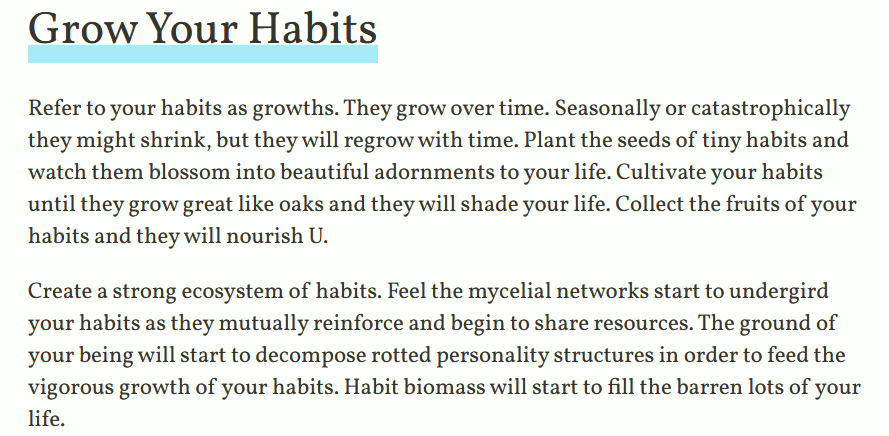 Grow Your Habits
Refer to your habits as growths. They grow over time. Seasonally or catastrophically
they might shrink, but they will regrow with time. Plant the seeds of tiny habits and
watch them blossom into beautiful adornments to your life. Cultivate your habits
until they grow great like oaks and they will shade your life. Collect the fruits of your
habits and they will nourish U.
Create a strong ecosystem of habits. Feel the mycelial networks start to undergird
your habits as they mutually reinforce and begin to share resources. The ground of
your being will start to decompose rotted personality structures in order to feed the
vigorous growth of your habits. Habit biomass will start to fill the barren lots of your
life.